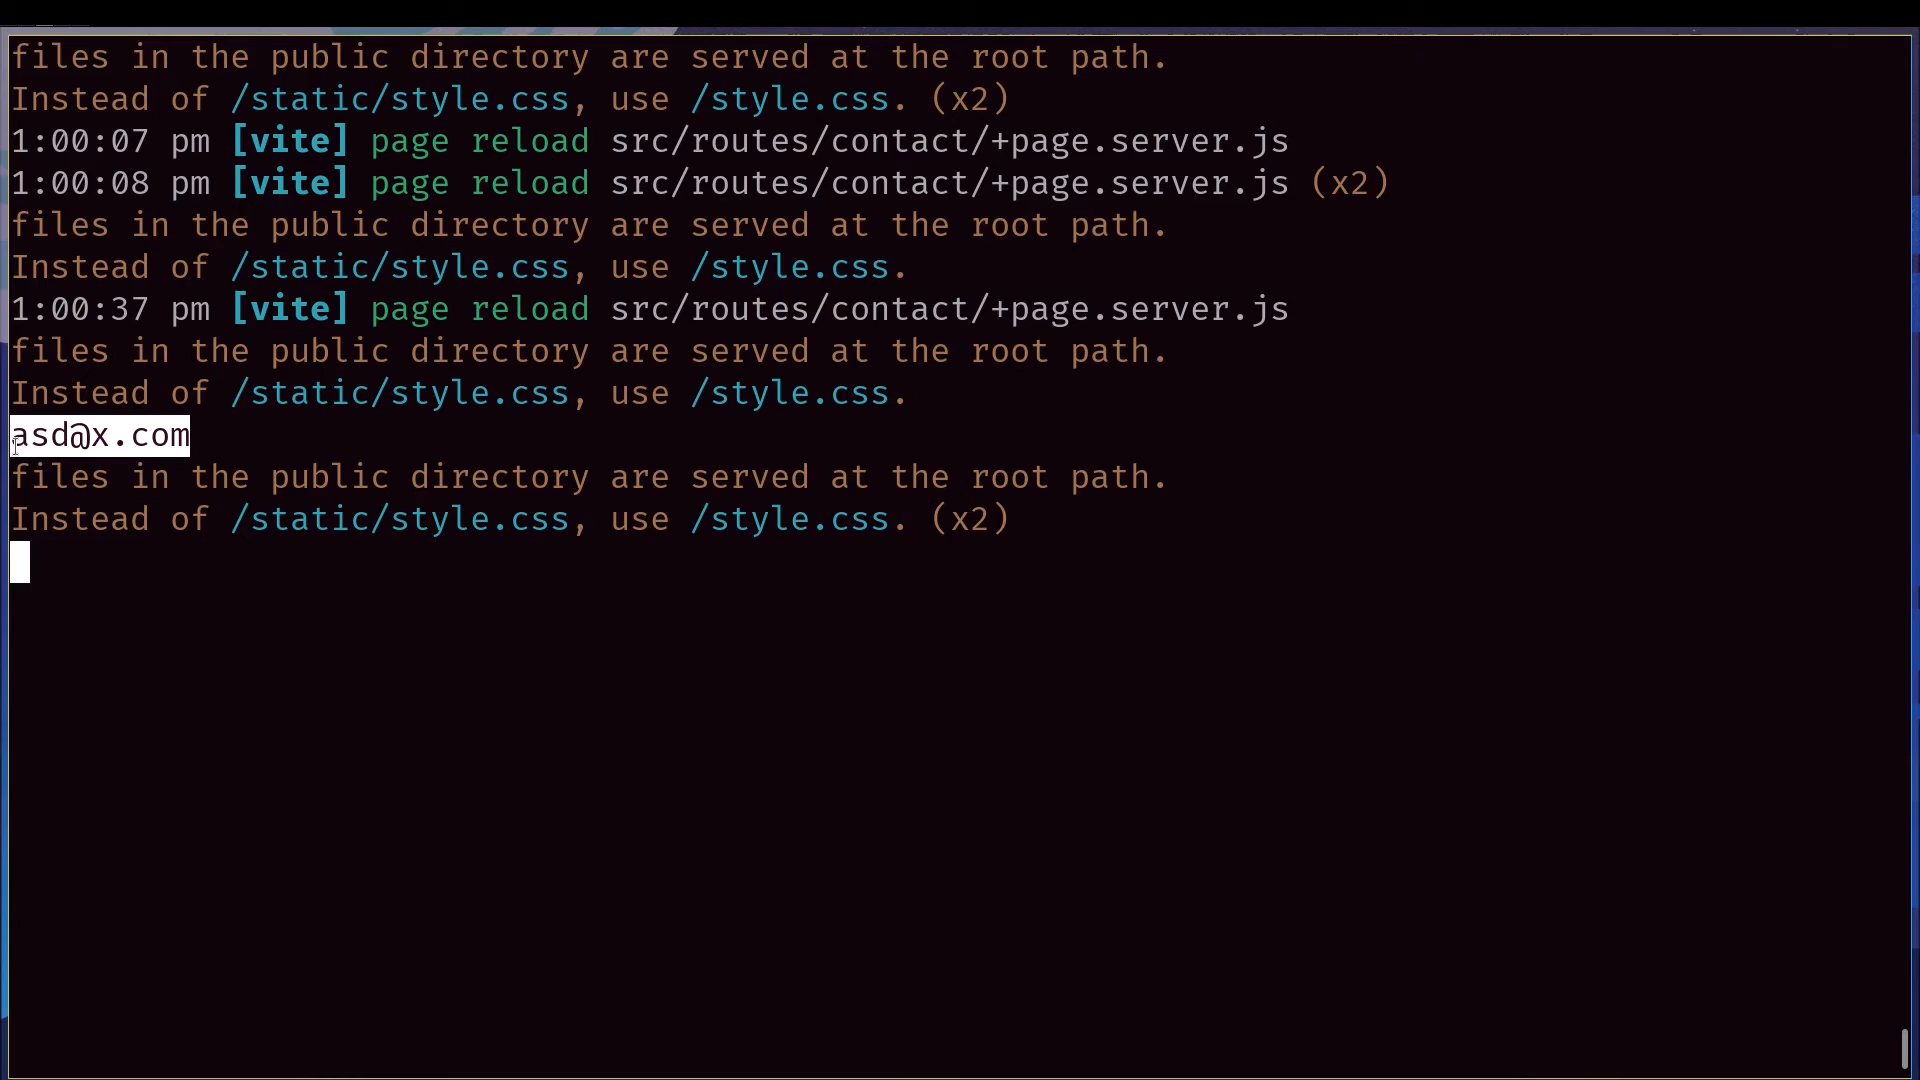 files in the public directory are served at the root path.
Instead of /static/style.css, use /style.css. (x2)
1:00:07 pm [vite] page reload src/routes/contact/+page.server.js
1:00:08 pm [vite] page reload src/routes/contact/+page.server.js (x2)
files in the public directory are served at the root path.
Instead of /static/style.css, use /style.css.
1:00:37 pm [vite] page reload src/routes/contact/+page.server.js
files in the public directory are served at the root path.
Instead of /static/style.css, use /style.css.
asd@x.com
files in the public directory are served at the root path.
Instead of /static/style.css, use /style.css. (x2)